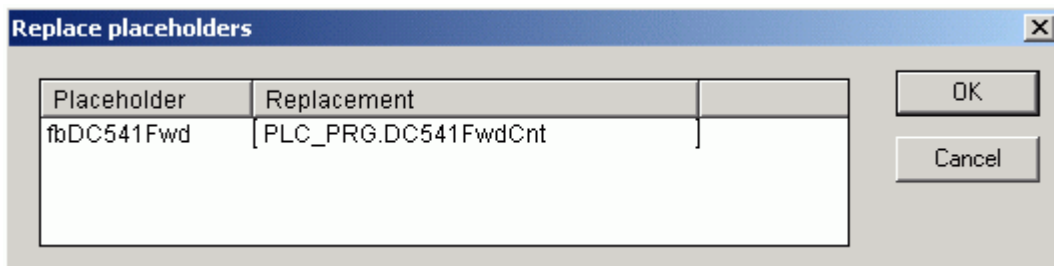 Replace placeholders
Placeholder Replacement
fbDC541Fwd PLC_PRG.DC541FwdCnt
OK
Cancel